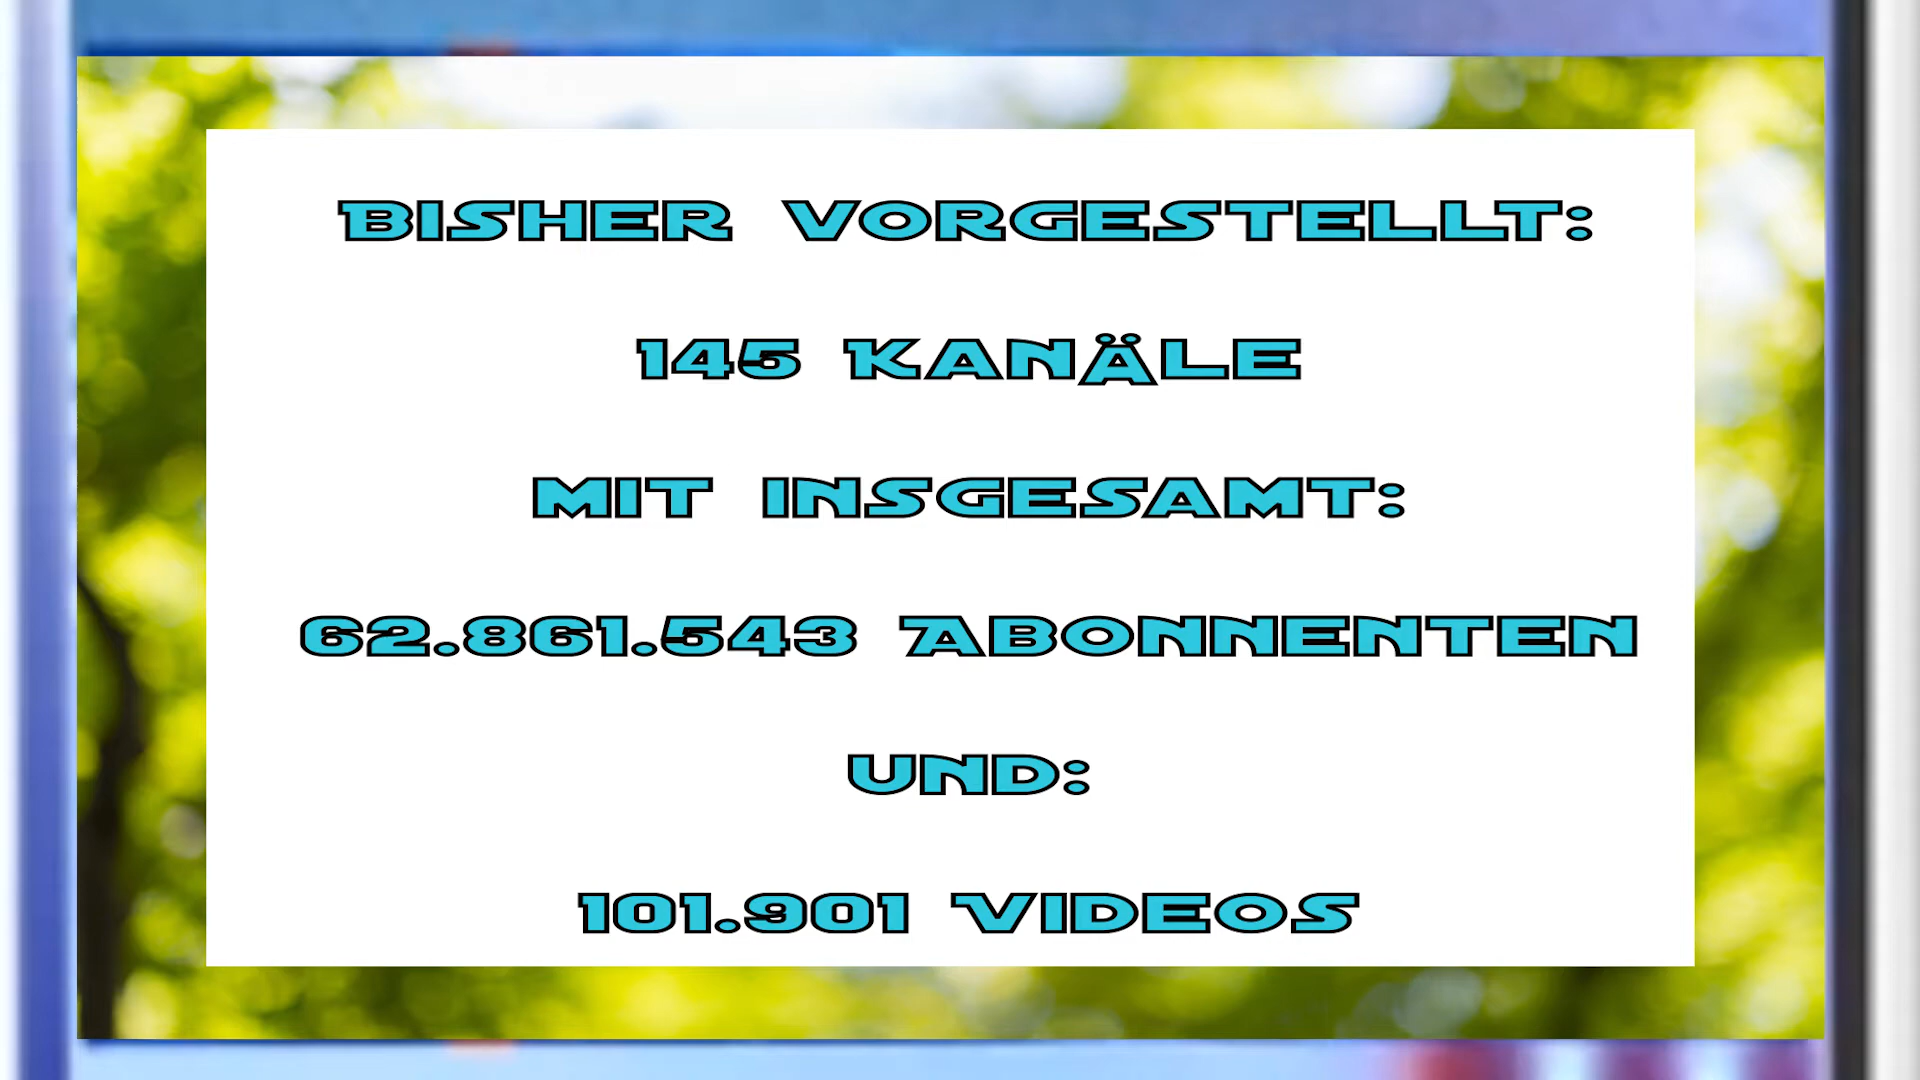 BISHER VORGESTELLT:
145 KANÄLE
MIT INSGESAMT:
62.861.543 ABONNENTEN
UND:
101.901 VIDEOS